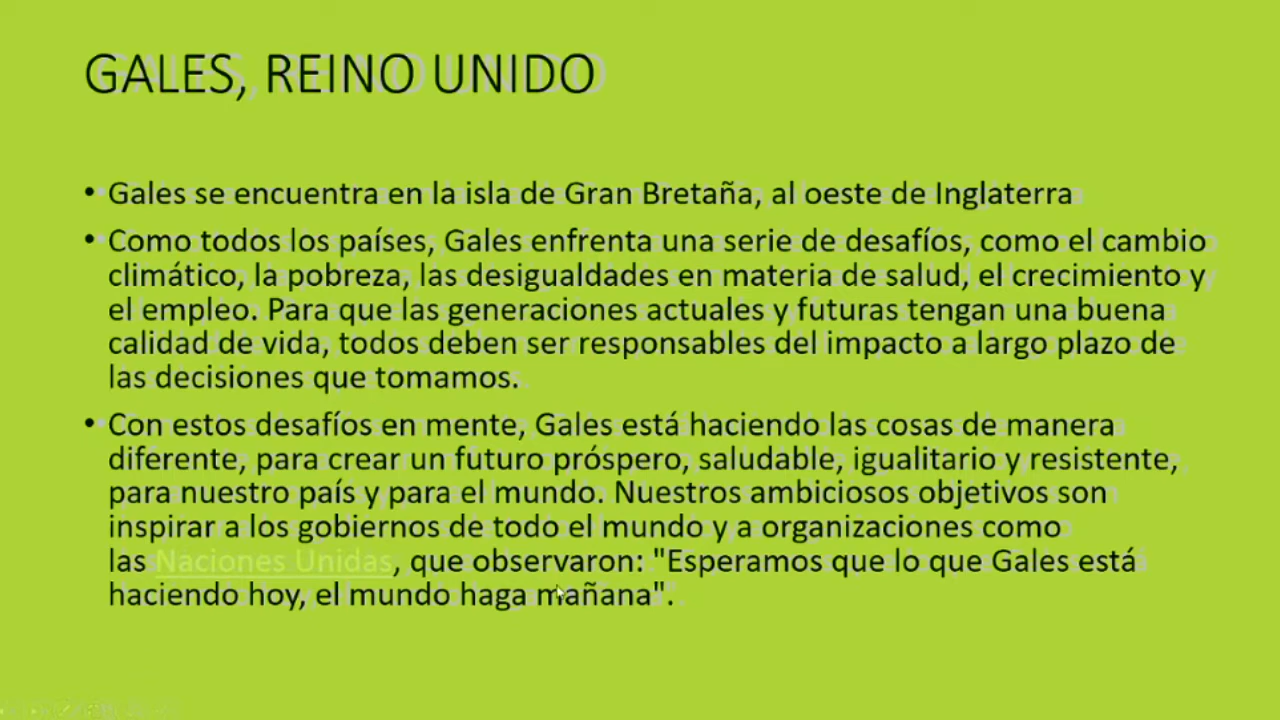 GALES, REINO UNIDO
• Gales se encuentra en la isla de Gran Bretaña, al oeste de Inglaterra
• Como todos los países, Gales enfrenta una serie de desafíos, como el cambio
climático, la pobreza, las desigualdades en materia de salud, el crecimiento y
el empleo. Para que las generaciones actuales y futuras tengan una buena
calidad de vida, todos deben ser responsables del impacto a largo plazo de
las decisiones que tomamos.
• Con estos desafíos en mente, Gales está haciendo las cosas de manera
diferente, para crear un futuro próspero, saludable, igualitario y resistente,
para nuestro país y para el mundo. Nuestros ambiciosos objetivos son
inspirar a los gobiernos de todo el mundo y a organizaciones como
las Naciones Unidas, que observaron: "Esperamos que lo que Gales está
haciendo hoy, el mundo haga mañana".